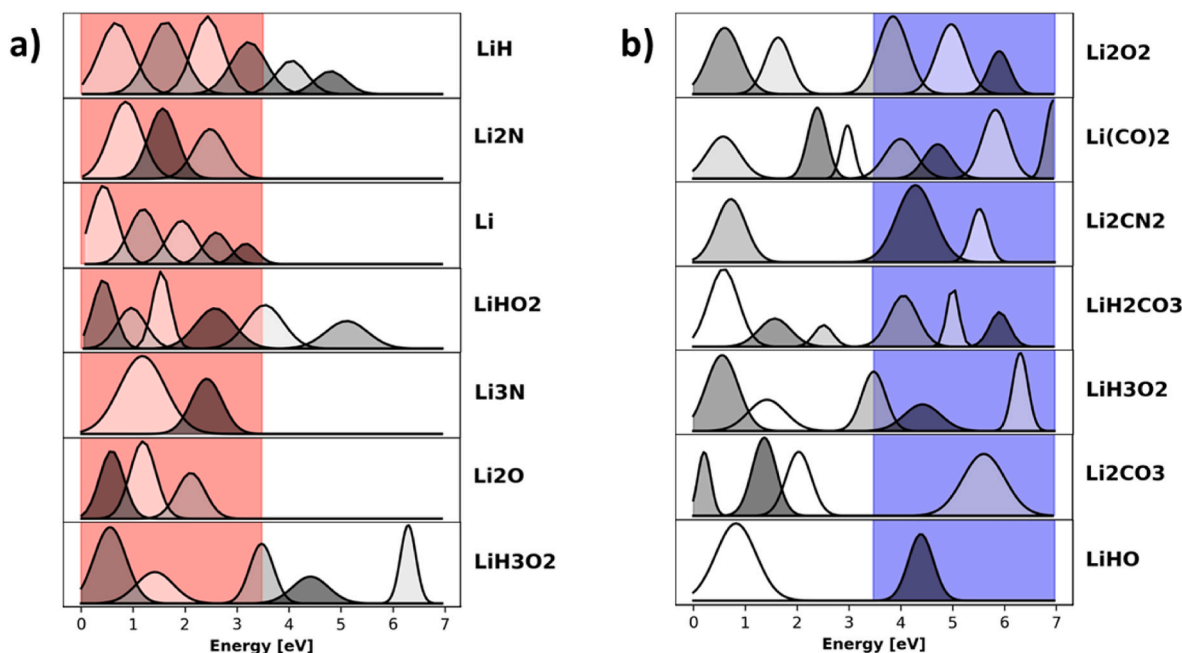 a)
LiH
Li2N
Li
LiHO2
Li3N
Li2O
LiH3O2
0 1 2 3 4 5 6 7
Energy [eV]
b)
Li2O2
Li(CO)2
Li2CN2
LiH2CO3
LiH3O2
Li2CO3
LiHO
0 1 2 3 4 5 6 7
Energy [eV]